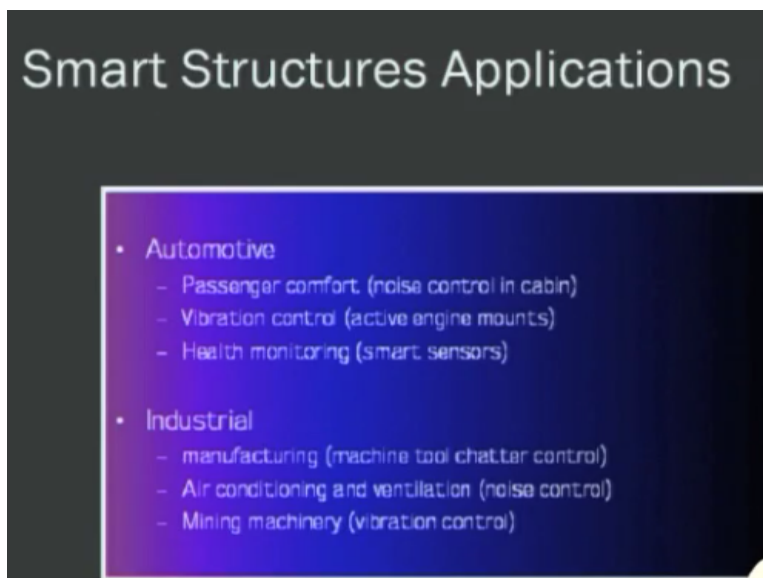 Smart Structures Applications
• Automotive
– Passenger comfort (noise control in cabin)
– Vibration control (active engine mounts)
– Health monitoring (smart sensors)
• Industrial
– manufacturing (machine tool chatter control)
– Air conditioning and ventilation (noise control)
– Mining machinery (vibration control)